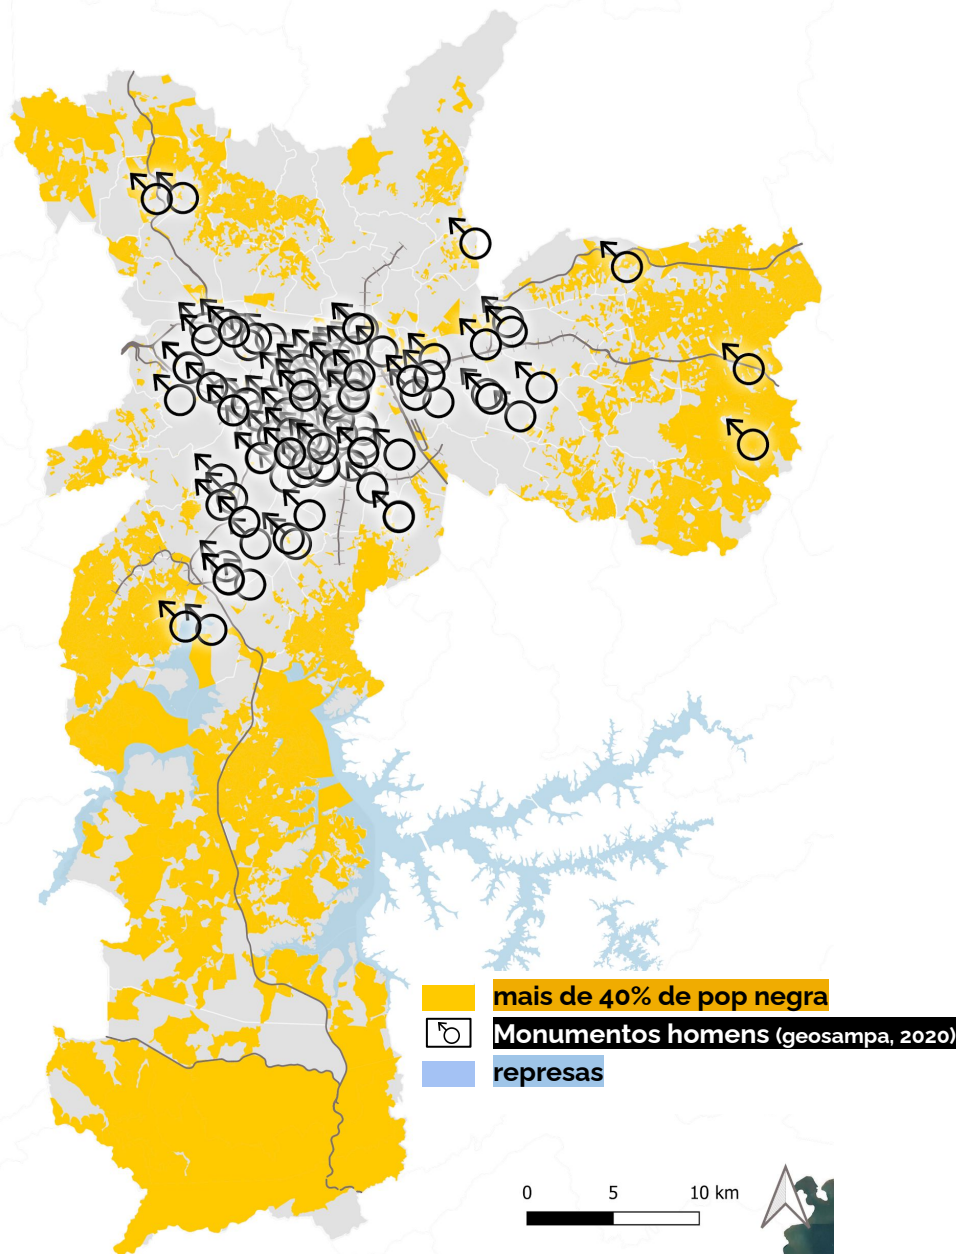 mais de 40% de pop negra
Monumentos homens (geosampa, 2020)
represas
0 5 10 km